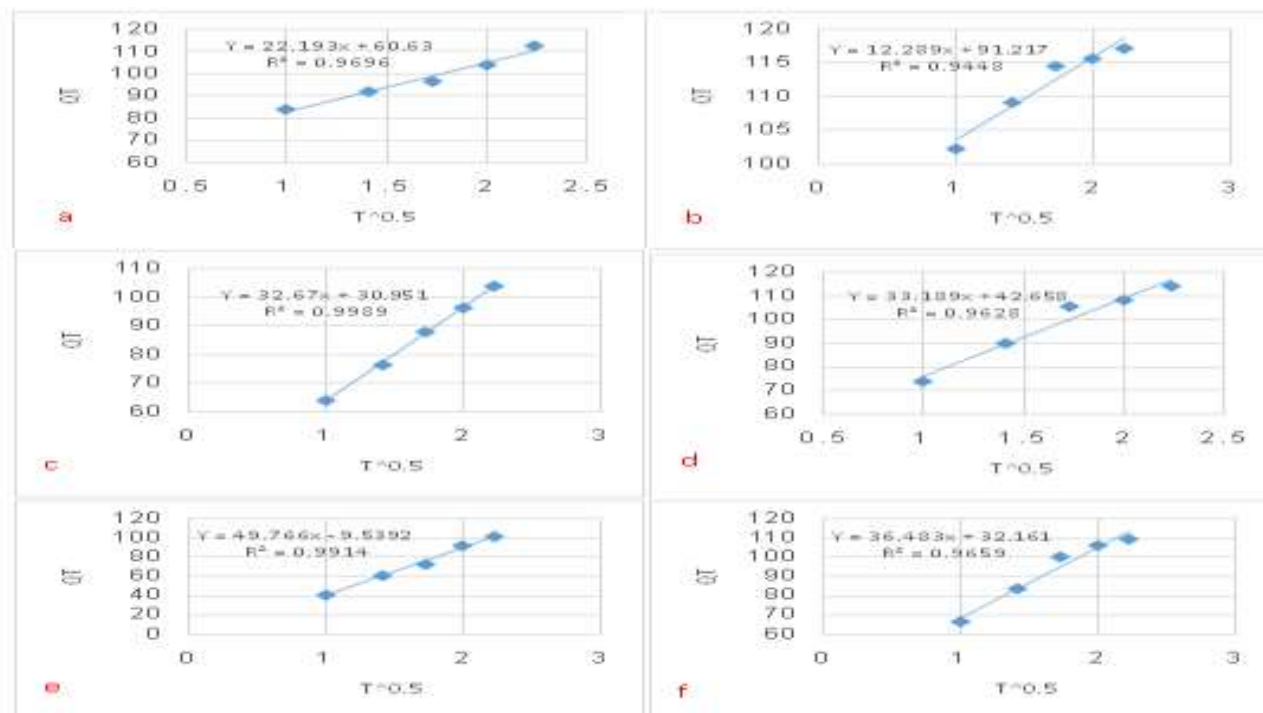 120
110
100
90
80
70
60
QT
Y = 22.193x + 60.63
R² = 0.9696
0.5 1 1.5 2 2.5
T^0.5
a
120
115
110
105
100
QT
Y = 12.289x + 91.217
R² = 0.9448
0 1 2 3
T^0.5
b
110
100
90
80
70
60
QT
Y = 32.67x + 30.951
R² = 0.9989
0 1 2 3
T^0.5
c
120
110
100
90
80
70
60
QT
Y = 33.189x + 42.658
R² = 0.9628
0.5 1 1.5 2 2.5
T^0.5
d
120
100
80
60
40
20
0
QT
Y = 49.766x - 9.5392
R² = 0.9914
0 1 2 3
T^0.5
e
120
110
100
90
80
70
60
QT
Y = 36.483x + 32.161
R² = 0.9659
0 1 2 3
T^0.5
f